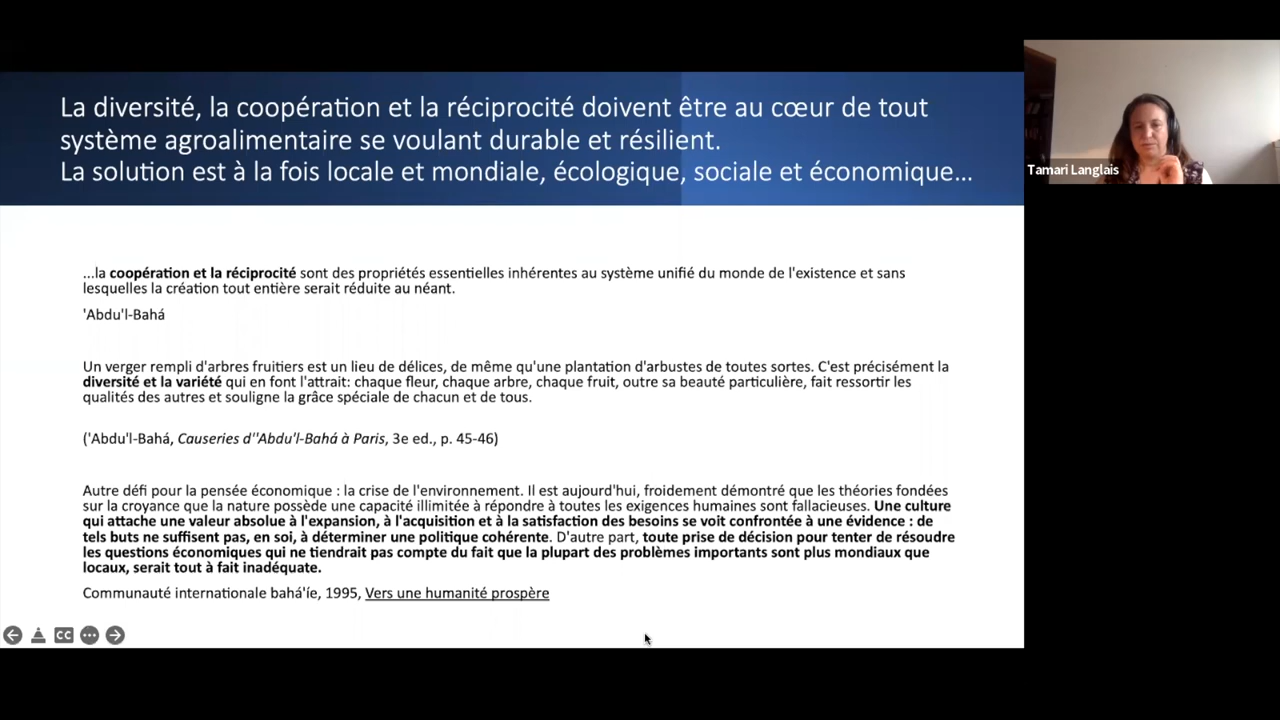 La diversité, la coopération et la réciprocité doivent être au cœur de tout
système agroalimentaire se voulant durable et résilient.
La solution est à la fois locale et mondiale, écologique, sociale et économique…
Tamari Langlais
...la coopération et la réciprocité sont des propriétés essentielles inhérentes au système unifié du monde de l'existence et sans
lesquelles la création tout entière serait réduite au néant.
'Abdu'l-Bahá
Un verger rempli d'arbres fruitiers est un lieu de délices, de même qu'une plantation d'arbustes de toutes sortes. C'est précisément la
diversité et la variété qui en font l'attrait: chaque fleur, chaque arbre, chaque fruit, outre sa beauté particulière, fait ressortir les
qualités des autres et souligne la grâce spéciale de chacun et de tous.
('Abdu'l-Bahá, Causeries d''Abdu'l-Bahá à Paris, 3e ed., p. 45-46)
Autre défi pour la pensée économique : la crise de l'environnement. Il est aujourd'hui, froidement démontré que les théories fondées
sur la croyance que la nature possède une capacité illimitée à répondre à toutes les exigences humaines sont fallacieuses. Une culture
qui attache une valeur absolue à l'expansion, à l'acquisition et à la satisfaction des besoins se voit confrontée à une évidence : de
tels buts ne suffisent pas, en soi, à déterminer une politique cohérente. D'autre part, toute prise de décision pour tenter de résoudre
les questions économiques qui ne tiendrait pas compte du fait que la plupart des problèmes importants sont plus mondiaux que
locaux, serait tout à fait inadéquate.
Communauté internationale bahá'íe, 1995, Vers une humanité prospère
CC